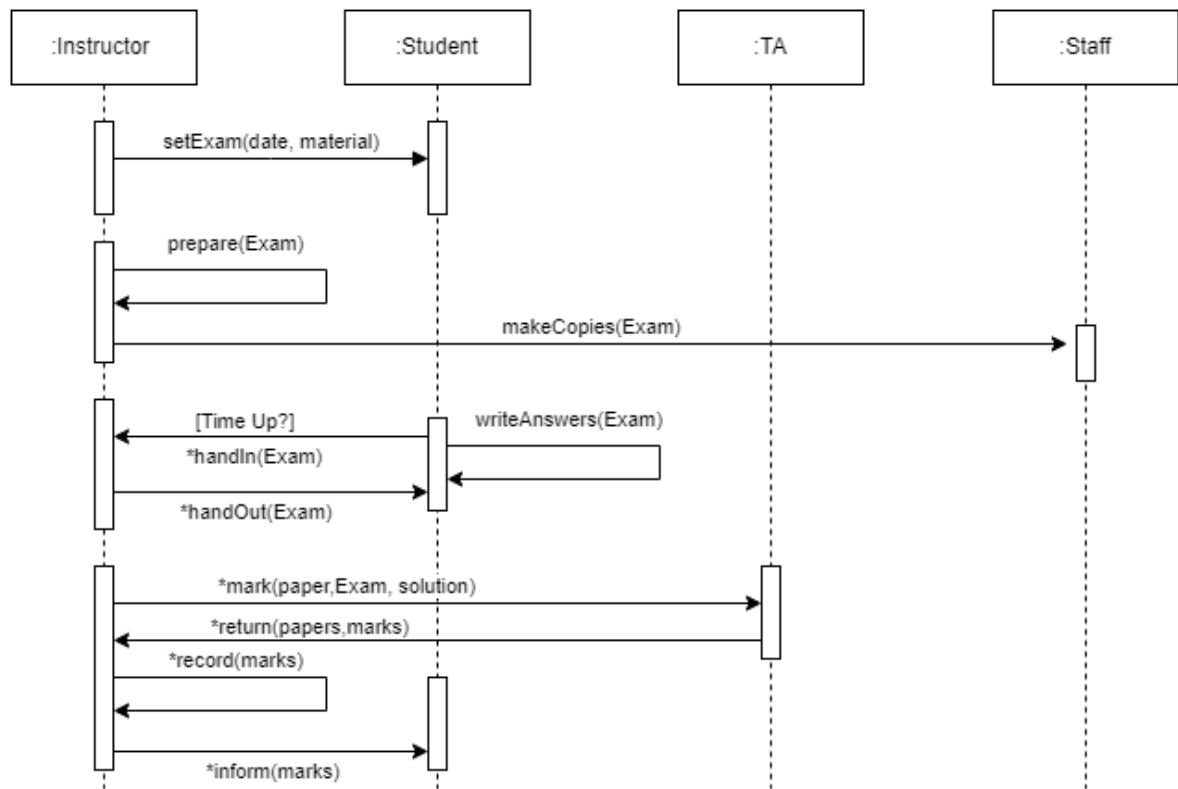 :Instructor
:Student
:TA
:Staff
setExam(date, material)
prepare(Exam)
makeCopies(Exam)
[Time Up?]
writeAnswers(Exam)
*handIn(Exam)
*handOut(Exam)
*mark(paper,Exam, solution)
*return(papers,marks)
*record(marks)
*inform(marks)